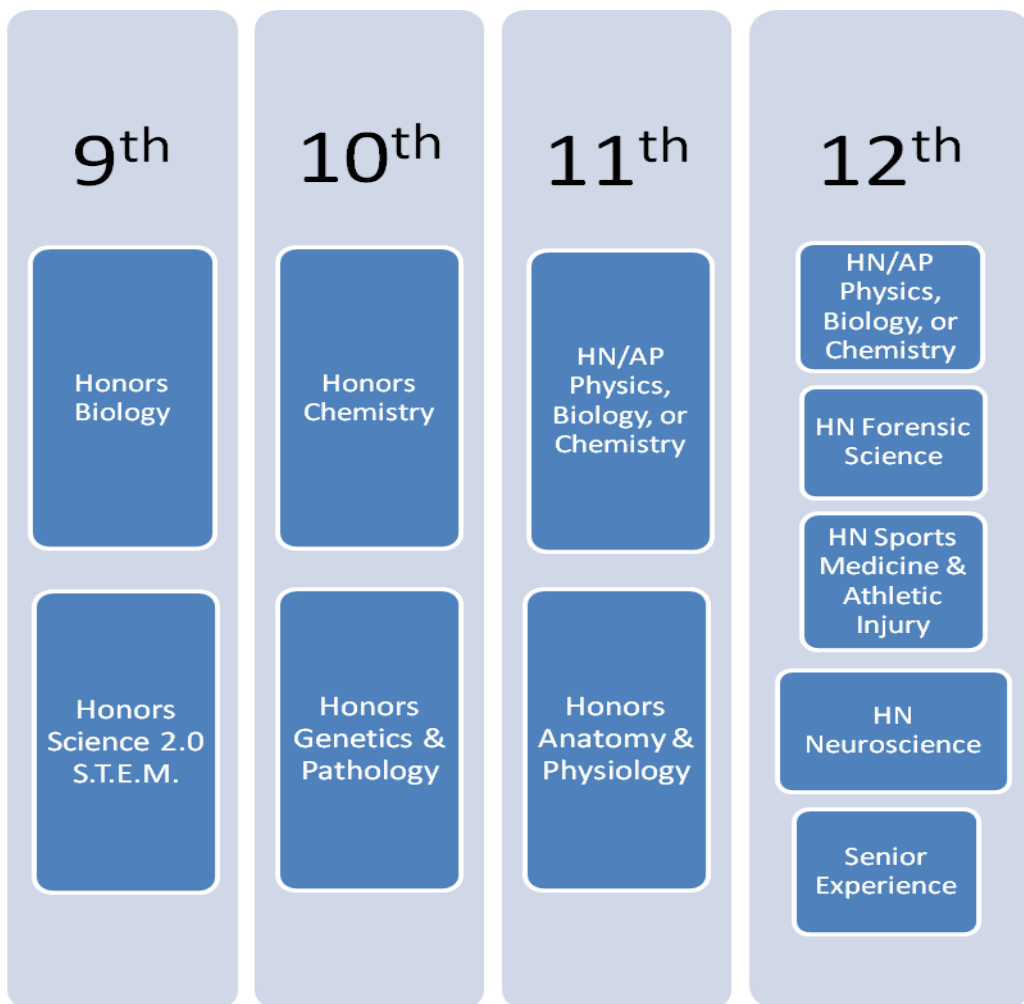 9th
Honors
Biology
Honors
Science 2.0
S.T.E.M.
10th
Honors
Chemistry
Honors
Genetics &
Pathology
11th
HN/AP
Physics,
Biology, or
Chemistry
Honors
Anatomy &
Physiology
12th
HN/AP
Physics,
Biology, or
Chemistry
HN Forensic
Science
HN Sports
Medicine &
Athletic
Injury
HN
Neuroscience
Senior
Experience